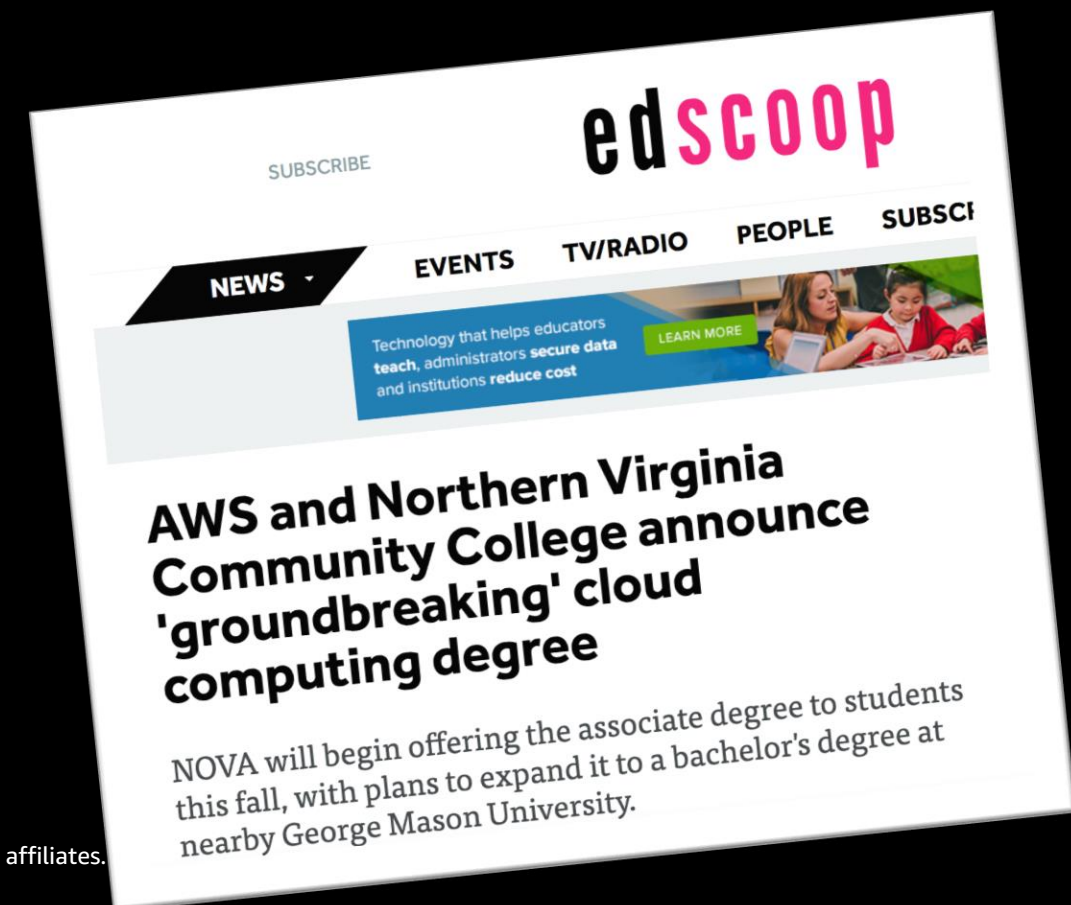 edscoop
SUBSCRIBE
NEWS
EVENTS
TV/RADIO
PEOPLE
Technology that helps educators
teach, administrators secure data
and institutions reduce cost
LEARN MORE
AWS and Northern Virginia
Community College announce
'groundbreaking' cloud
computing degree
NOVA will begin offering the associate degree to students
this fall, with plans to expand it to a bachelor's degree at
nearby George Mason University.
affiliates.